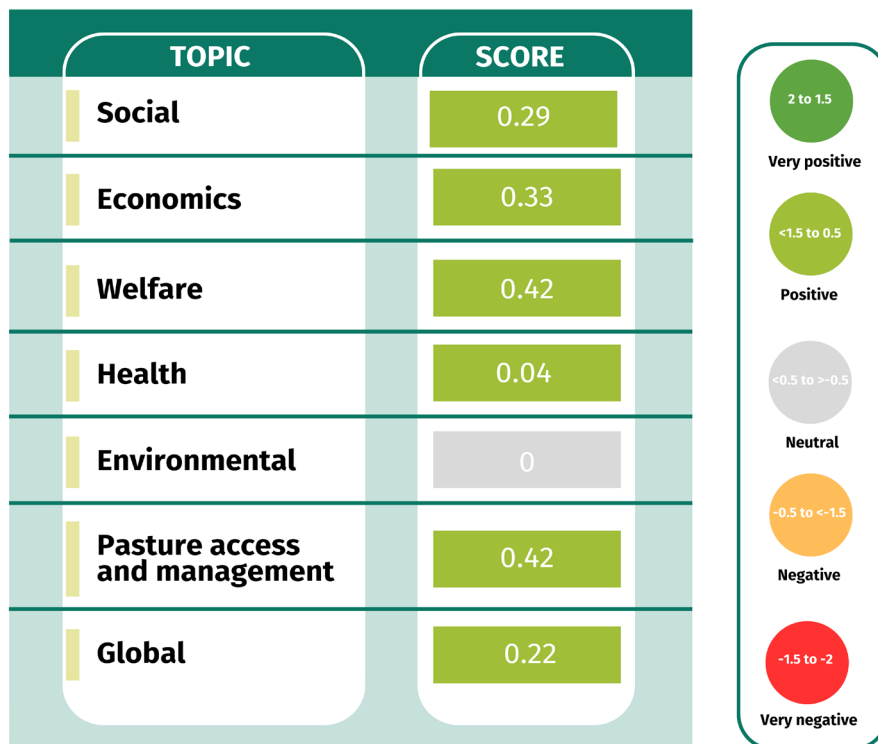 TOPIC SCORE
Social 0.29
Economics 0.33
Welfare 0.42
Health 0.04
Environmental 0
Pasture access
and management 0.42
Global 0.22
2 to 1.5
Very positive
<1.5 to 0.5
Positive
<0.5 to >-0.5
Neutral
-0.5 to <-1.5
Negative
-1.5 to -2
Very negative